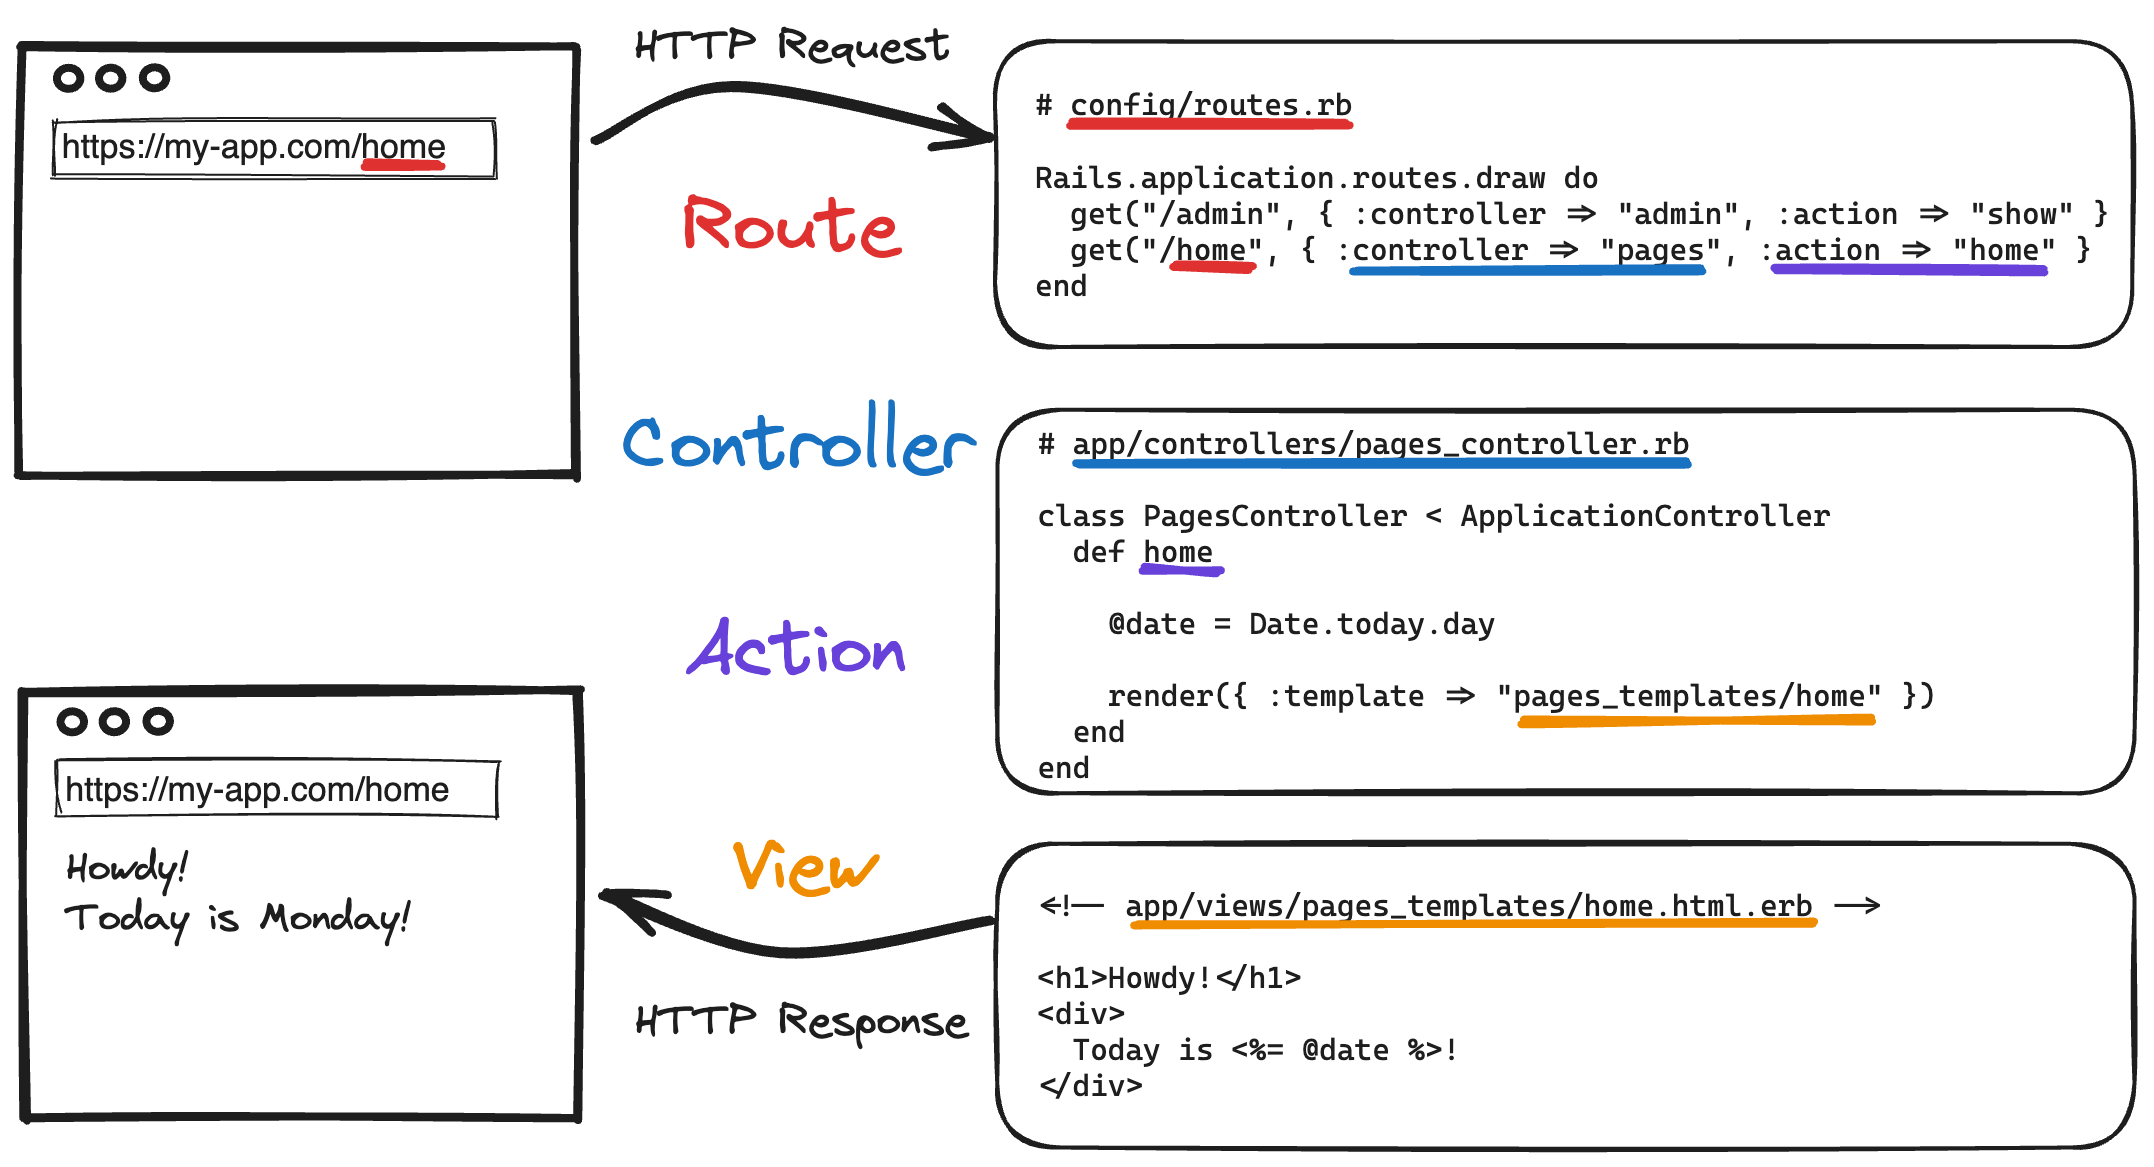 HTTP Request
https://my-app.com/home
# config/routes.rb
Rails.application.routes.draw do
  get("/admin", { :controller => "admin", :action => "show" }
  get("/home", { :controller => "pages", :action => "home" }
end
Route
Controller
# app/controllers/pages_controller.rb
class PagesController < ApplicationController
  def home
    @date = Date.today.day
    render({ :template => "pages_templates/home" })
  end
end
Action
View
<!-- app/views/pages_templates/home.html.erb -->
<h1>Howdy!</h1>
<div>
  Today is <%= @date %>!
</div>
HTTP Response
https://my-app.com/home
Howdy!
Today is Monday!